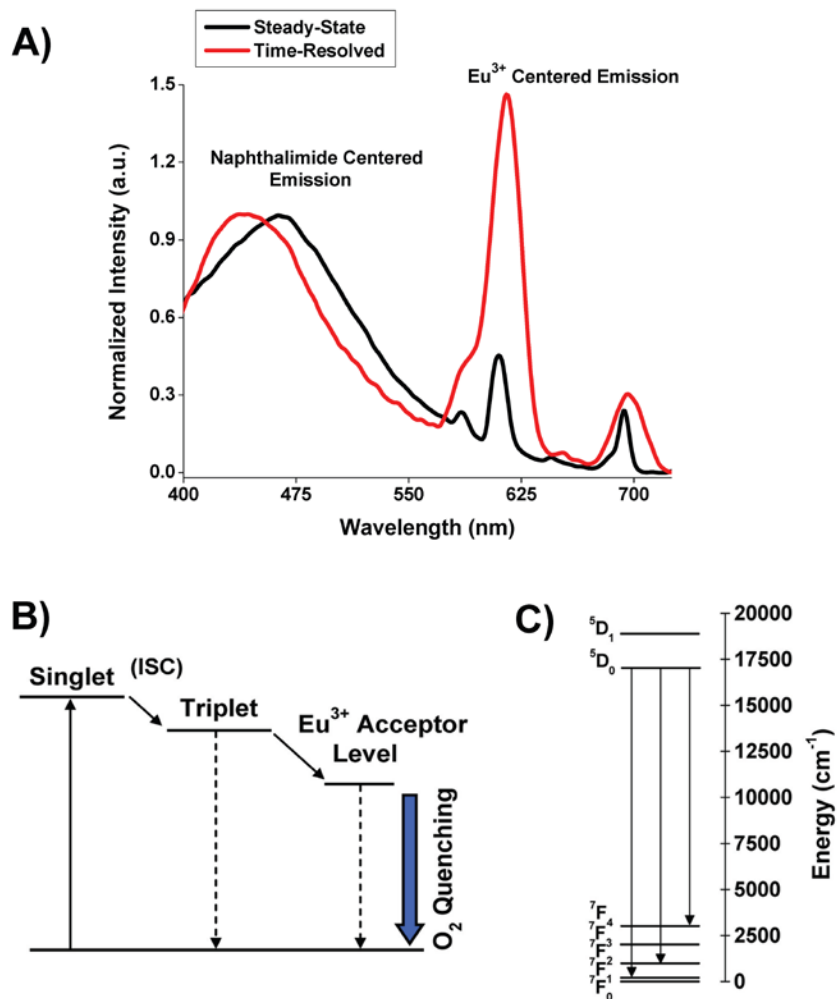 A)
Steady-State
Time-Resolved
Eu³⁺ Centered Emission
Naphthalimide Centered
Emission
Normalized Intensity (a.u.)
1.5
1.2
0.9
0.6
0.3
0.0
400 475 550 625 700
Wavelength (nm)
B)
Singlet
(ISC)
Triplet
Eu³⁺ Acceptor
Level
O₂ Quenching
C)
⁵D₁
⁵D₀
⁷F₄
⁷F₃
⁷F₂
⁷F₁
⁷F₀
20000
17500
15000
12500
10000
7500
5000
2500
0
Energy (cm⁻¹)